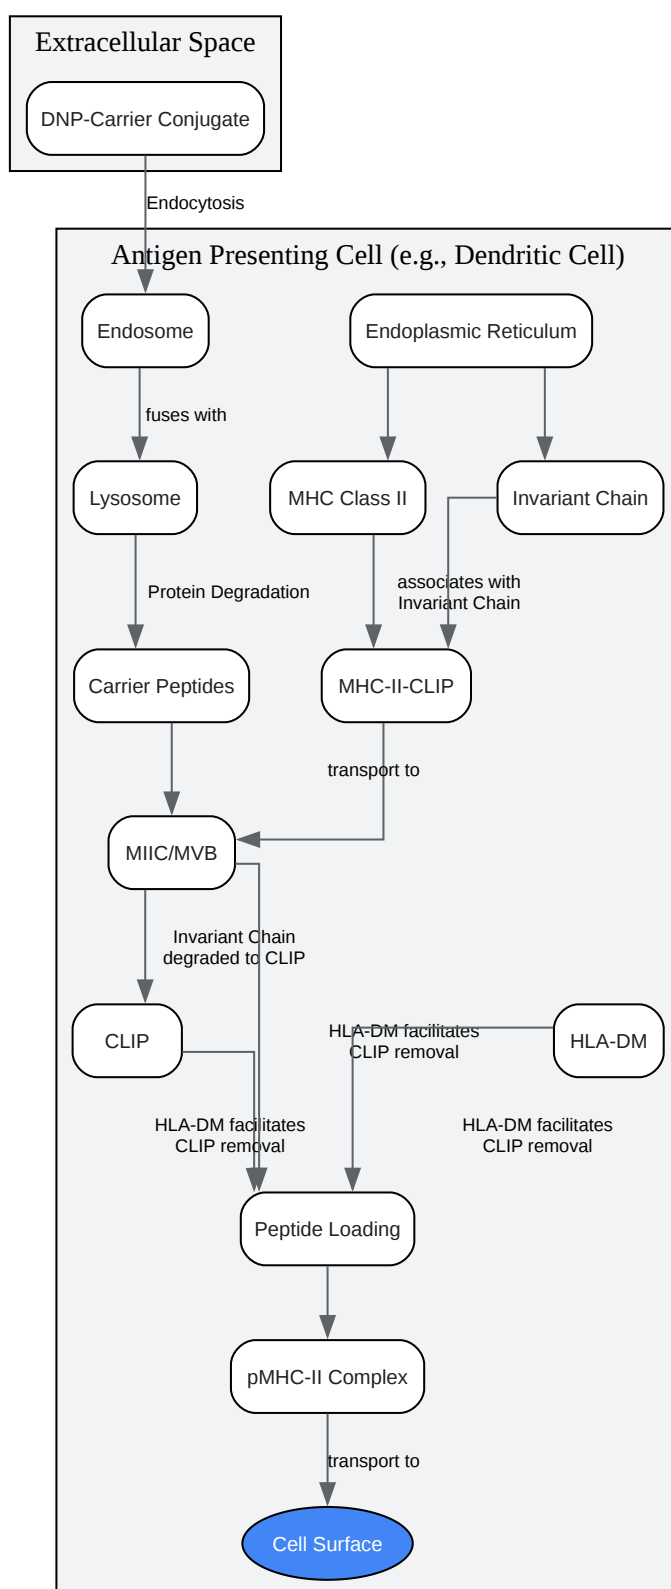 Extracellular Space
DNP-Carrier Conjugate
Endocytosis
Antigen Presenting Cell (e.g., Dendritic Cell)
Endosome
Endoplasmic Reticulum
fuses with
Lysosome
MHC Class II
Invariant Chain
Protein Degradation
associates with
Invariant Chain
Carrier Peptides
MHC-II-CLIP
transport to
MIIC/MVB
Invariant Chain
degraded to CLIP
CLIP
HLA-DM facilitates
CLIP removal
HLA-DM
HLA-DM facilitates
CLIP removal
HLA-DM facilitates
CLIP removal
Peptide Loading
pMHC-II Complex
transport to
Cell Surface